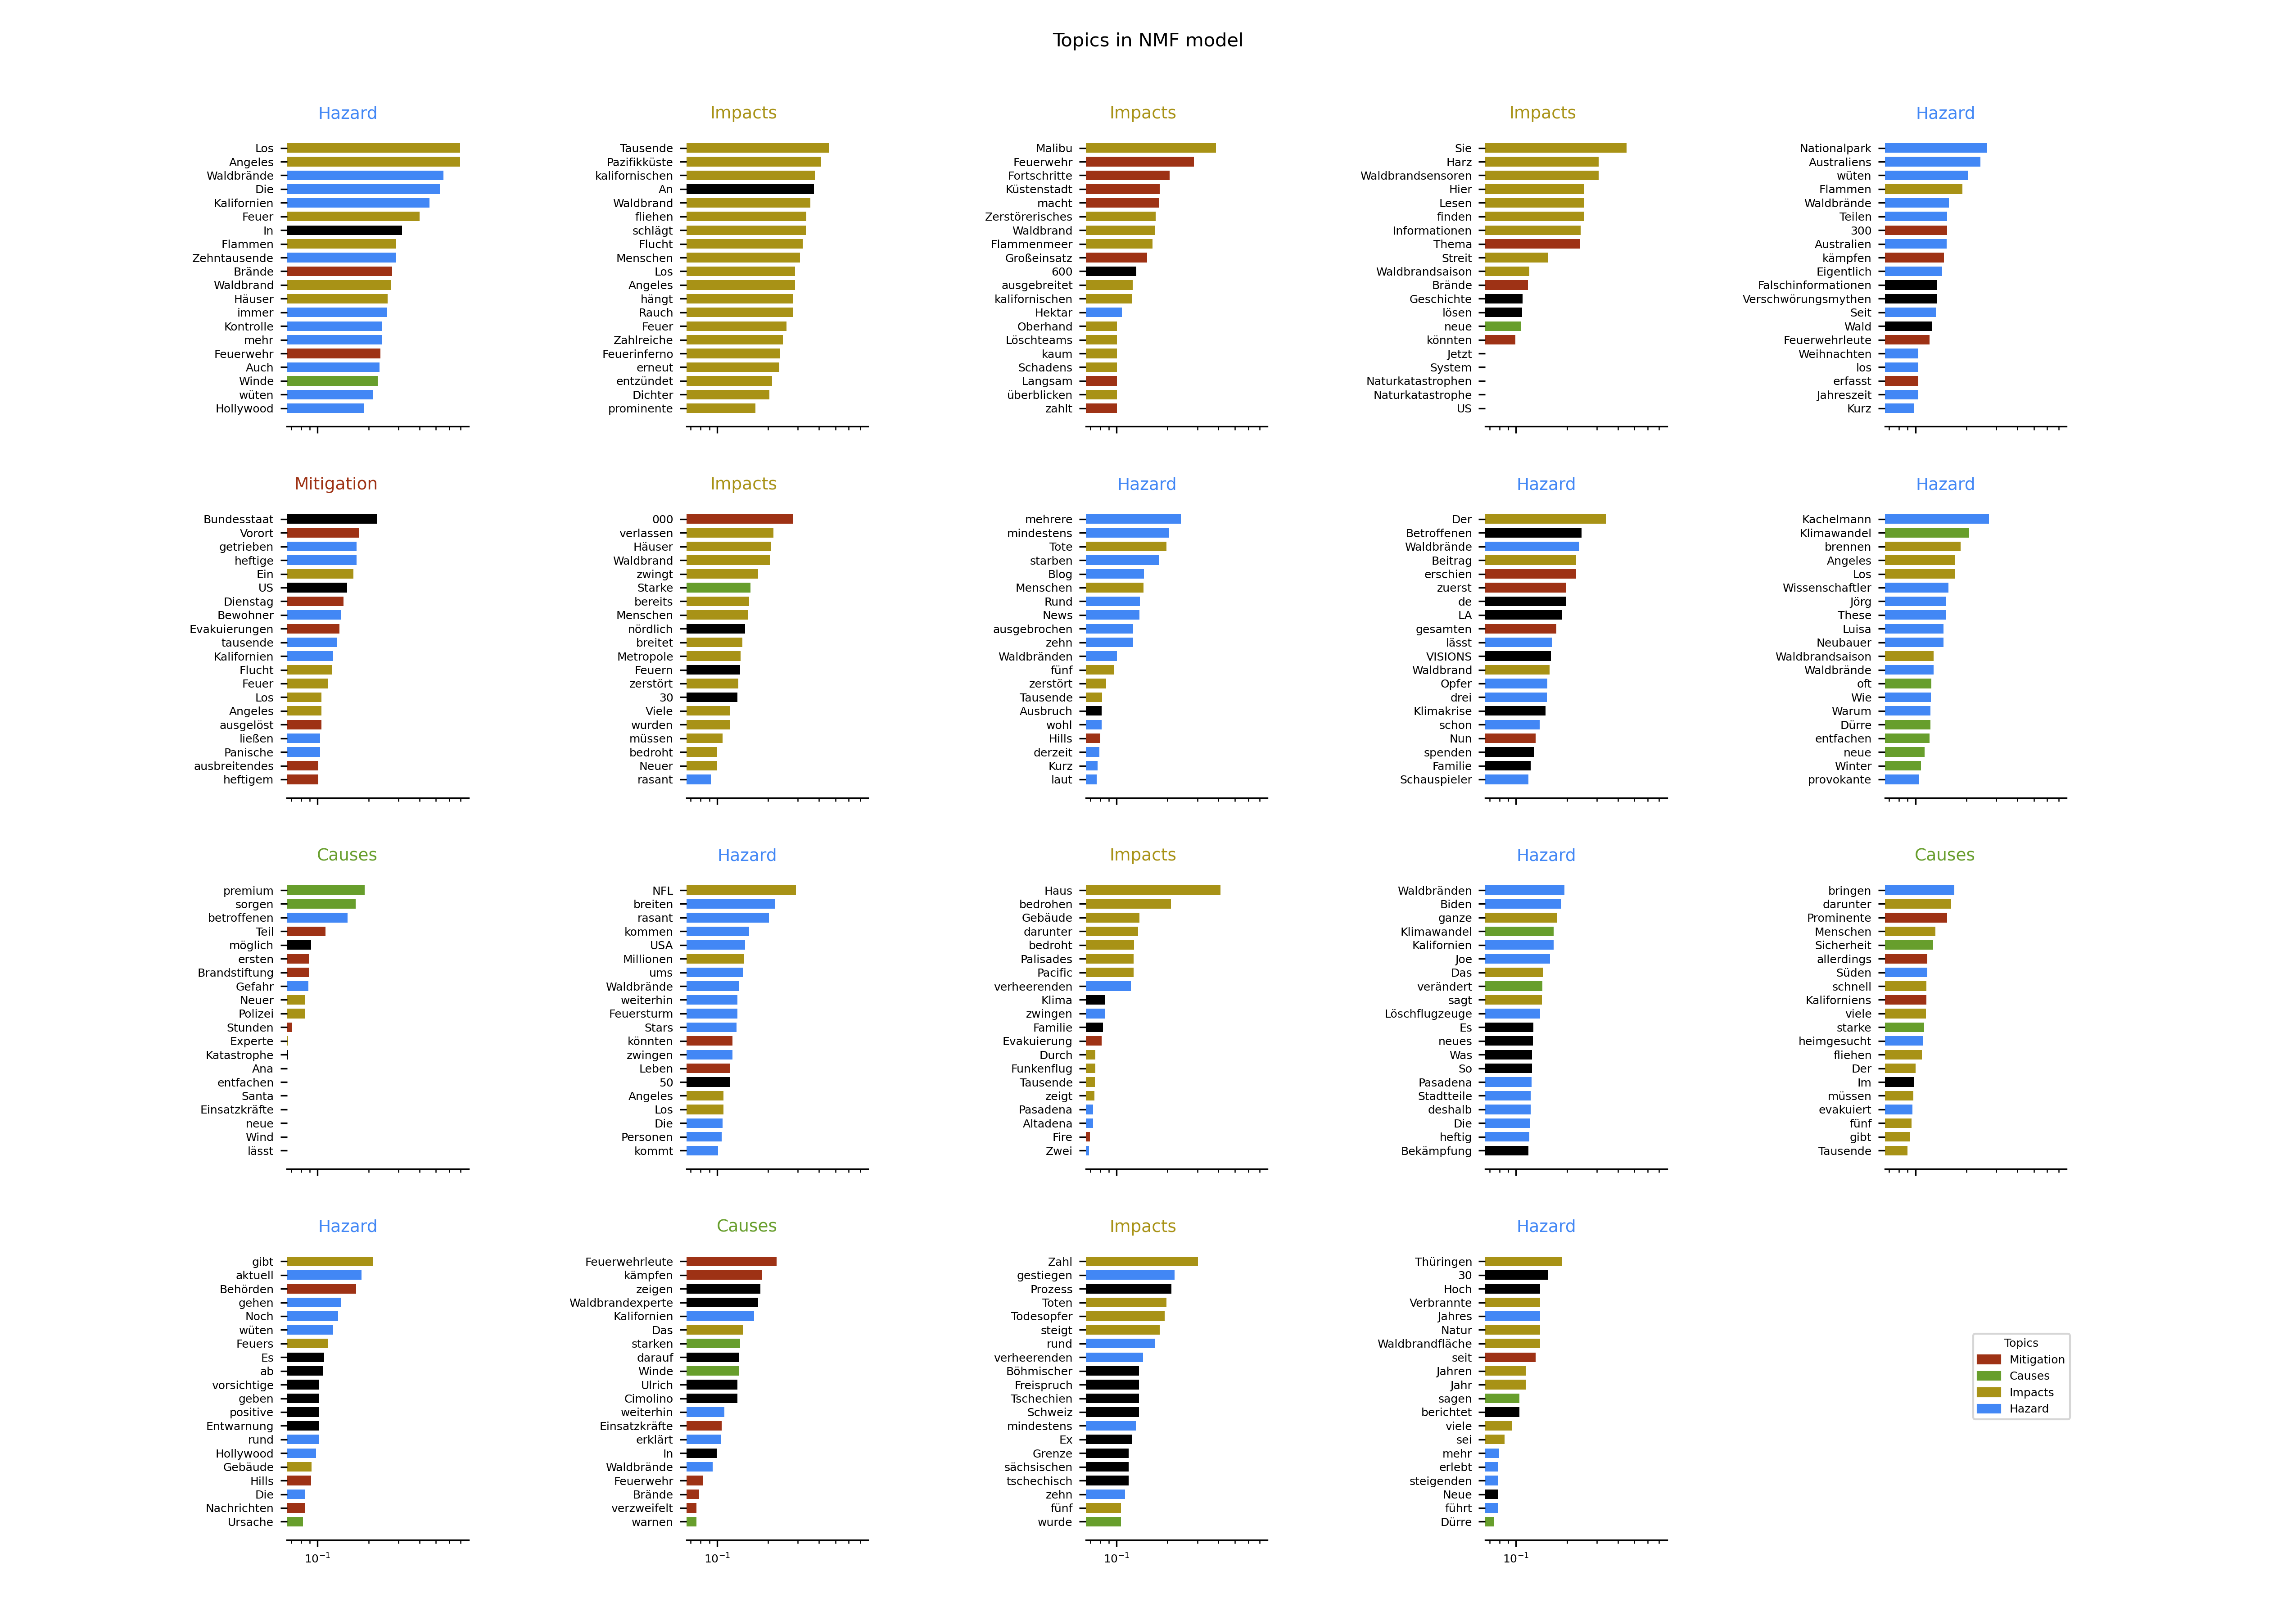 Topics in NMF model
Hazard
Los
Angeles
Waldbrände
Die
Kalifornien
Feuer
In
Flammen
Zehntausende
Brände
Waldbrand
Häuser
immer
Kontrolle
mehr
Feuerwehr
Auch
Winde
wüten
Hollywood
Impacts
Tausende
Pazifikküste
kalifornischen
An
Waldbrand
fliehen
schlägt
Flucht
Menschen
Los
Angeles
hängt
Rauch
Feuer
Zahlreiche
Feuerinferno
erneut
entzündet
Dichter
prominente
Impacts
Malibu
Feuerwehr
Fortschritte
Küstenstadt
macht
Zerstörerisches
Waldbrand
Flammenmeer
Großeinsatz
600
ausgebreitet
kalifornischen
Hektar
Oberhand
Löschteams
kaum
Schadens
Langsam
überblicken
zahlt
Impacts
Sie
Harz
Waldbrandsensoren
Hier
Lesen
finden
Informationen
Thema
Streit
Waldbrandsaison
Brände
Geschichte
lösen
neue
könnten
Jetzt
System
Naturkatastrophen
Naturkatastrophe
US
Hazard
Nationalpark
Australiens
wüten
Flammen
Waldbrände
Teilen
300
Australien
kämpfen
Eigentlich
Falschinformationen
Verschwörungsmythen
Seit
Wald
Feuerwehrleute
Weihnachten
los
erfasst
Jahreszeit
Kurz
Mitigation
Bundesstaat
Vorort
getrieben
heftige
Ein
US
Dienstag
Bewohner
Evakuierungen
tausende
Kalifornien
Flucht
Feuer
Los
Angeles
ausgelöst
ließen
Panische
ausbreitendes
heftigem
Impacts
000
verlassen
Häuser
Waldbrand
zwingt
Starke
bereits
Menschen
nördlich
breitet
Metropole
Feuern
zerstört
30
Viele
wurden
müssen
bedroht
Neuer
rasant
Hazard
mehrere
mindestens
Tote
starben
Blog
Menschen
Rund
News
ausgebrochen
zehn
Waldbränden
fünf
zerstört
Tausende
Ausbruch
wohl
Hills
derzeit
Kurz
laut
Hazard
Der
Betroffenen
Waldbrände
Beitrag
erschien
zuerst
de
LA
gesamten
lässt
VISIONS
Waldbrand
Opfer
drei
Klimakrise
schon
Nun
spenden
Familie
Schauspieler
Hazard
Kachelmann
Klimawandel
brennen
Angeles
Los
Wissenschaftler
Jörg
These
Luisa
Neubauer
Waldbrandsaison
Waldbrände
oft
Wie
Warum
Dürre
entfachen
neue
Winter
provokante
Causes
premium
sorgen
betroffenen
Teil
möglich
ersten
Brandstiftung
Gefahr
Neuer
Polizei
Stunden
Experte
Katastrophe
Ana
entfachen
Santa
Einsatzkräfte
neue
Wind
lässt
Hazard
NFL
breiten
rasant
kommen
USA
Millionen
ums
Waldbrände
weiterhin
Feuersturm
Stars
könnten
zwingen
Leben
50
Angeles
Los
Die
Personen
kommt
Impacts
Haus
bedrohen
Gebäude
darunter
bedroht
Palisades
Pacific
verheerenden
Klima
zwingen
Familie
Evakuierung
Durch
Funkenflug
Tausende
zeigt
Pasadena
Altadena
Fire
Zwei
Hazard
Waldbränden
Biden
ganze
Klimawandel
Kalifornien
Joe
Das
verändert
sagt
Löschflugzeuge
Es
neues
Was
So
Pasadena
Stadtteile
deshalb
Die
heftig
Bekämpfung
Causes
bringen
darunter
Prominente
Menschen
Sicherheit
allerdings
Süden
schnell
Kaliforniens
viele
starke
heimgesucht
fliehen
Der
Im
müssen
evakuiert
fünf
gibt
Tausende
Hazard
gibt
aktuell
Behörden
gehen
Noch
wüten
Feuers
Es
ab
vorsichtige
geben
positive
Entwarnung
rund
Hollywood
Gebäude
Hills
Die
Nachrichten
Ursache
10⁻¹
Causes
Feuerwehrleute
kämpfen
zeigen
Waldbrandexperte
Kalifornien
Das
starken
darauf
Winde
Ulrich
Cimolino
weiterhin
Einsatzkräfte
erklärt
In
Waldbrände
Feuerwehr
Brände
verzweifelt
warnen
10⁻¹
Impacts
Zahl
gestiegen
Prozess
Toten
Todesopfer
steigt
rund
verheerenden
Böhmischer
Freispruch
Tschechien
Schweiz
mindestens
Ex
Grenze
sächsischen
tschechisch
zehn
fünf
wurde
10⁻¹
Hazard
Thüringen
30
Hoch
Verbrannte
Jahres
Natur
Waldbrandfläche
seit
Jahren
Jahr
sagen
berichtet
viele
sei
mehr
erlebt
steigenden
Neue
führt
Dürre
10⁻¹
Topics
Mitigation
Causes
Impacts
Hazard